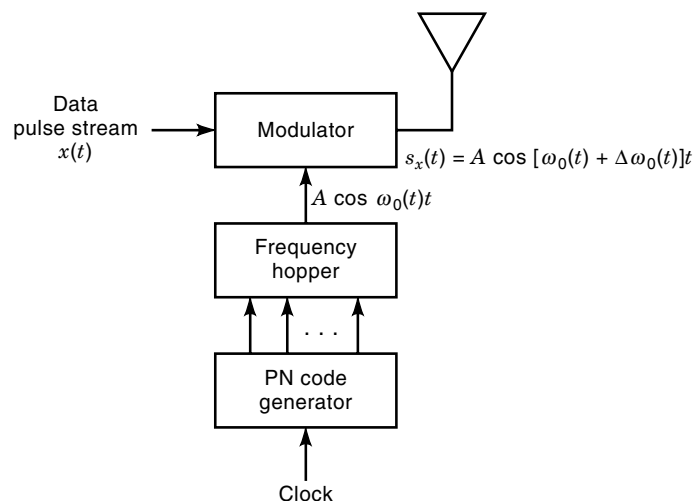 Data
pulse stream
x(t)
Modulator
s_x(t) = A cos [ω_0(t) + Δω_0(t)]t
A cos ω_0(t)t
Frequency
hopper
. . .
PN code
generator
Clock